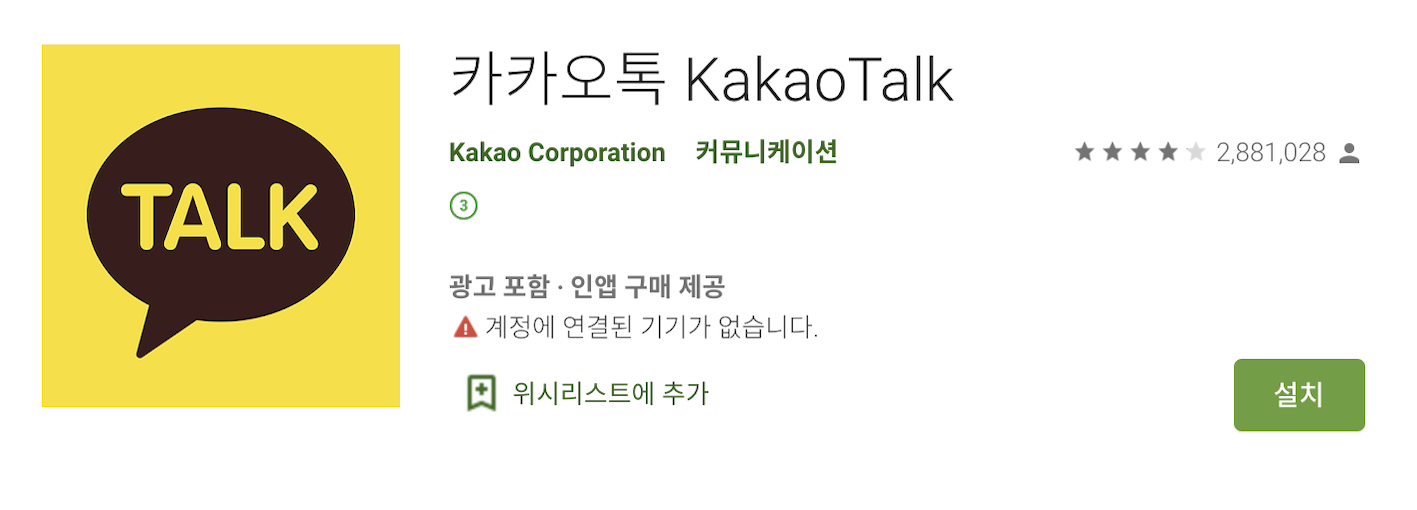 TALK
카카오톡 KakaoTalk
Kakao Corporation 커뮤니케이션 2,881,028
3
광고 포함 · 인앱 구매 제공
계정에 연결된 기기가 없습니다.
위시리스트에 추가
설치